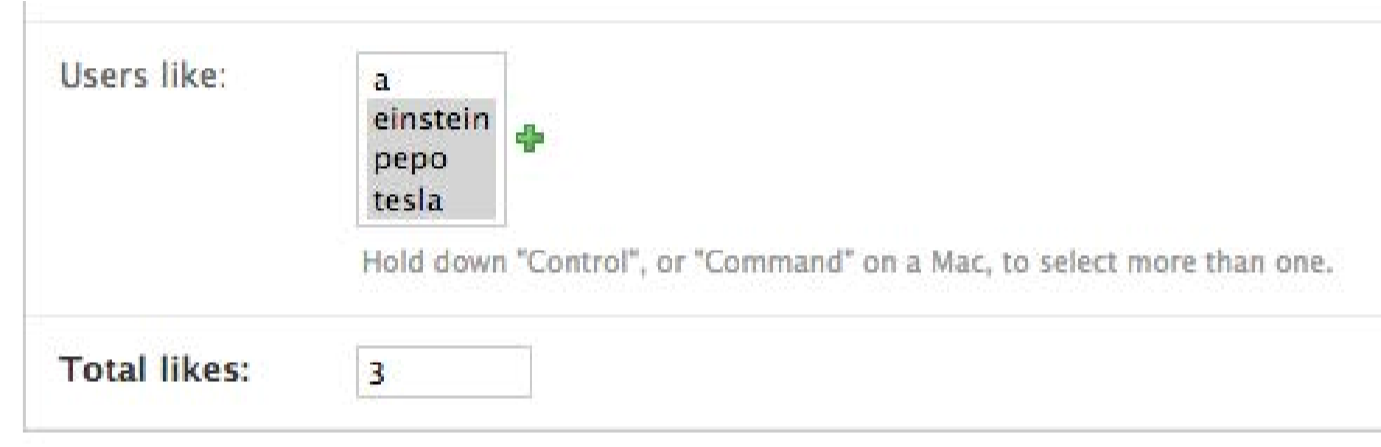 Users like:
a
einstein
pepo
tesla
Hold down "Control", or "Command" on a Mac, to select more than one.
Total likes:
3